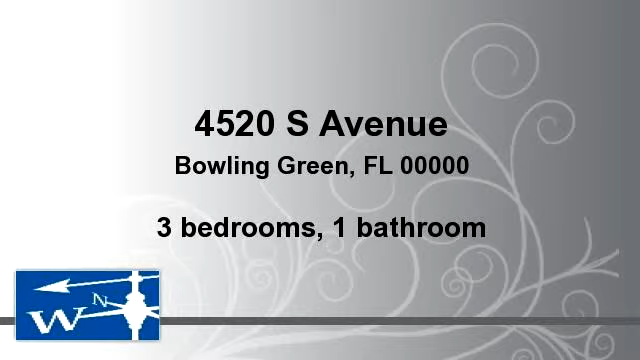 4520 S Avenue
Bowling Green, FL 00000
3 bedrooms, 1 bathroom
N
W